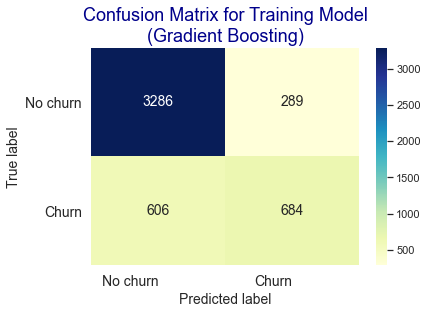 Confusion Matrix for Training Model
(Gradient Boosting)
No churn
3286
289
Churn
606
684
True label
No churn
Churn
Predicted label
3000
2500
2000
1500
1000
500